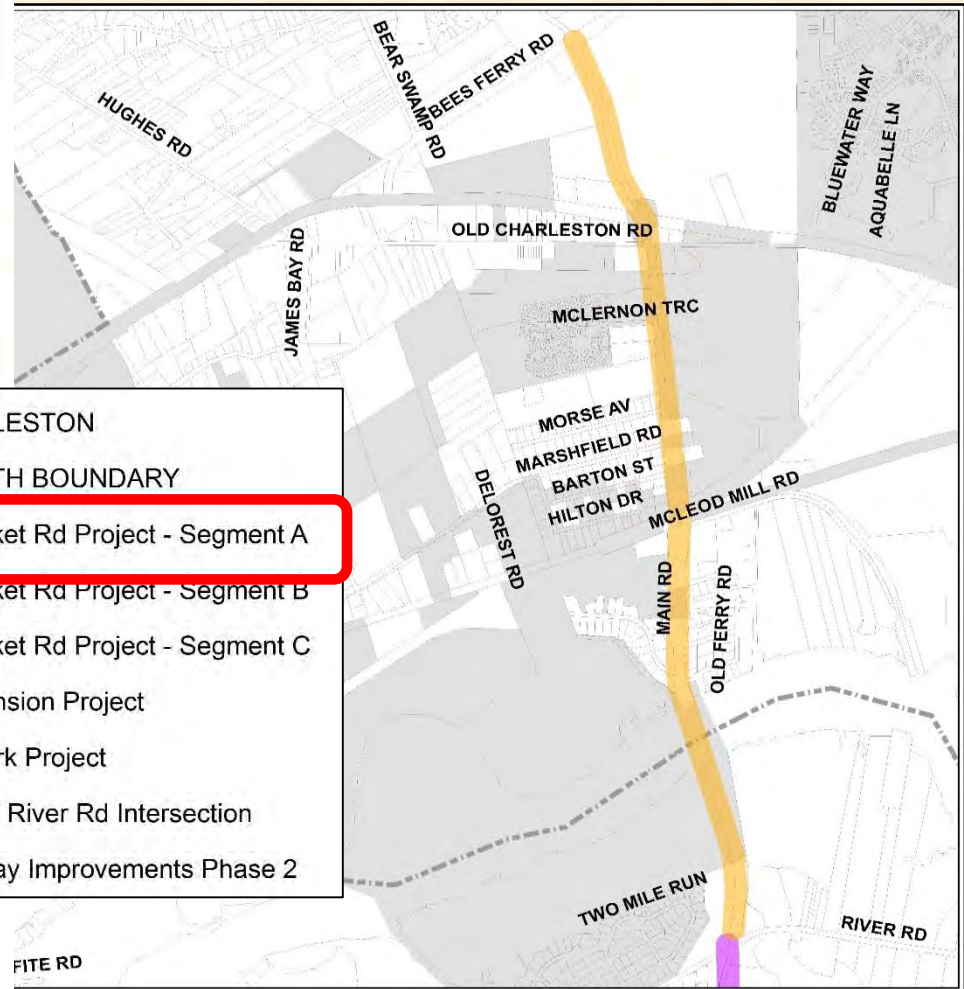 BEAR SWAMP RD
BEES FERRY RD
HUGHES RD
BLUEWATER WAY
AQUABELLE LN
OLD CHARLESTON RD
JAMES BAY RD
MCLERNON TRC
MORSE AV
MARSHFIELD RD
BARTON ST
HILTON DR
MCLEOD MILL RD
DELOREST RD
MAIN RD
OLD FERRY RD
TWO MILE RUN
RIVER RD
FITE RD
LESTON
TH BOUNDARY
ket Rd Project - Segment A
ket Rd Project - Segment B
ket Rd Project - Segment C
nsion Project
rk Project
River Rd Intersection
ay Improvements Phase 2